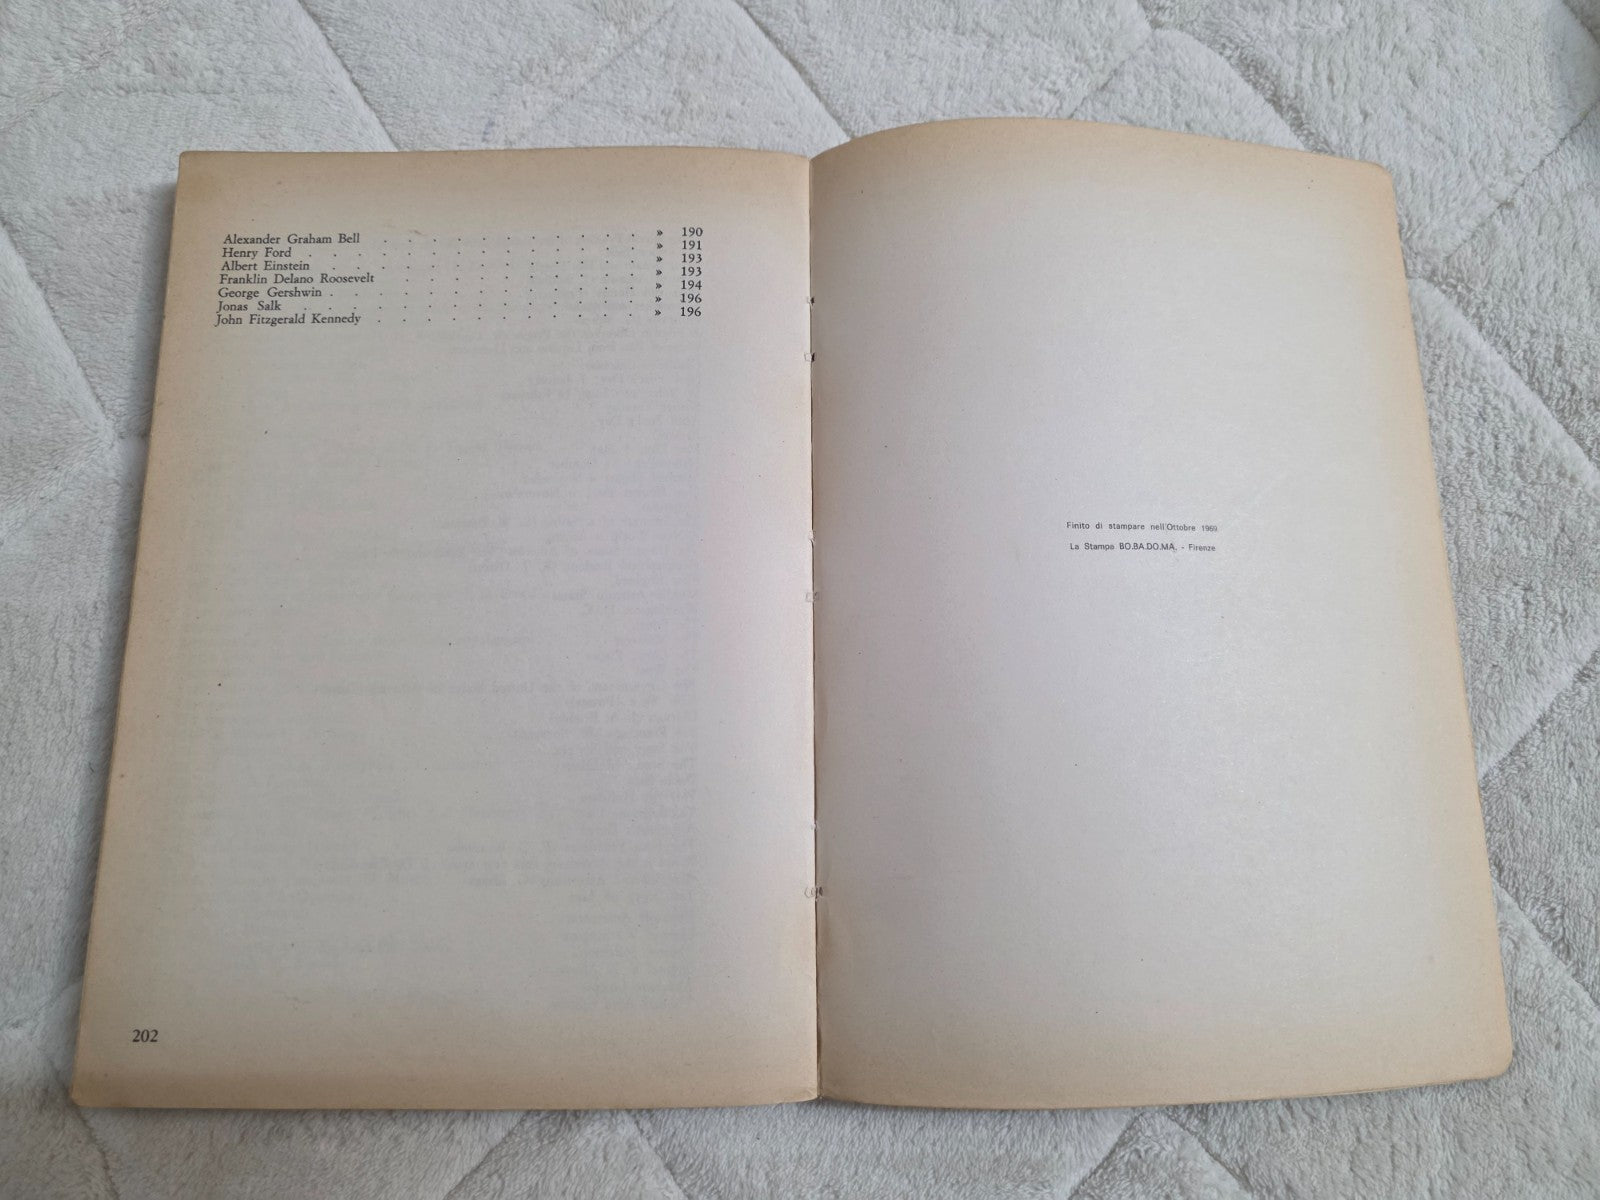 Alexander Graham Bell . . . . . . . . . . . . » 190
Henry Ford . . . . . . . . . . . . . . . » 191
Albert Einstein . . . . . . . . . . . . . . » 193
Franklin Delano Roosevelt . . . . . . . . . . . » 193
George Gershwin . . . . . . . . . . . . . . » 194
Jonas Salk . . . . . . . . . . . . . . . » 196
John Fitzgerald Kennedy . . . . . . . . . . . . » 196
202
Finito di stampare nell'Ottobre 1969
La Stampa BO.BA.DO.MA. - Firenze